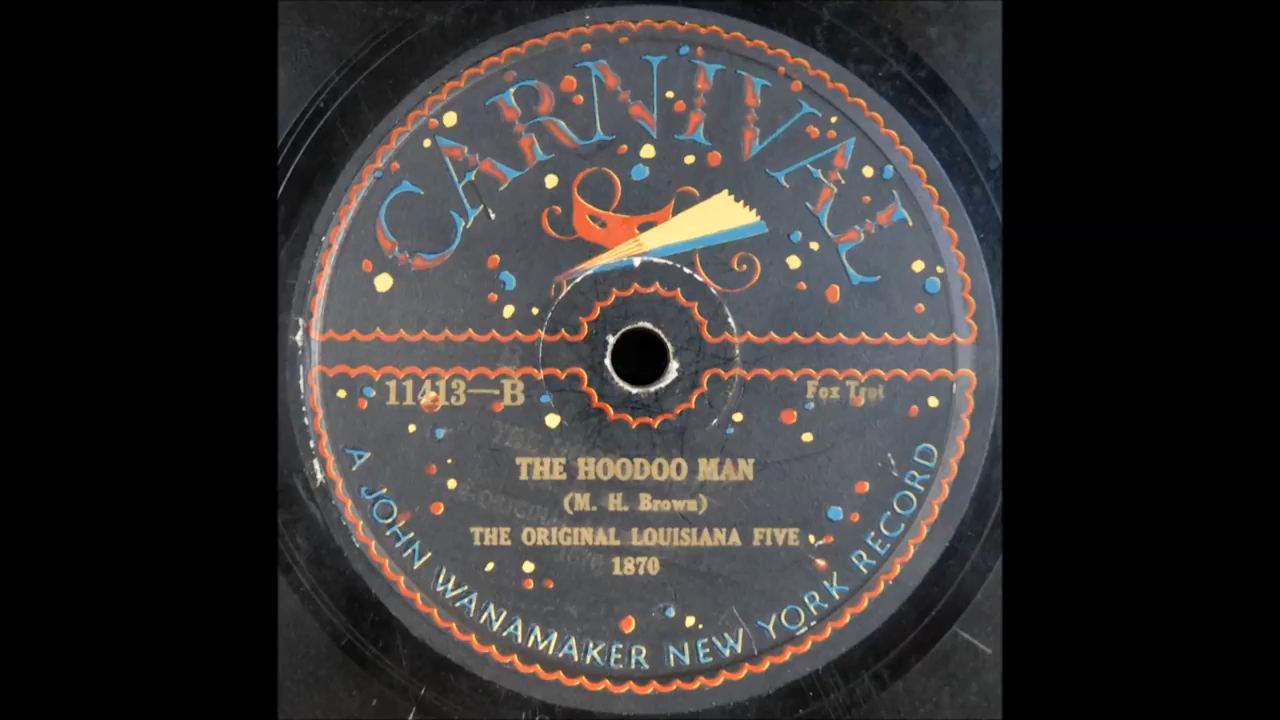 CARNIVAL
11413—B
Fox Trot
THE HOODOO MAN
(M. H. Brown)
THE ORIGINAL LOUISIANA FIVE
1870
A JOHN WANAMAKER NEW YORK RECORD